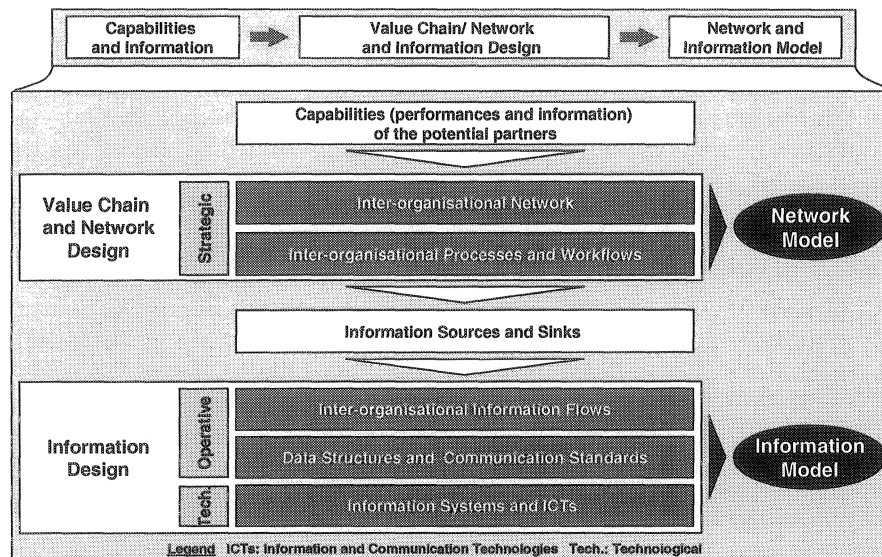 Capabilities
and Information
Value Chain/ Network
and Information Design
Network and
Information Model
Capabilities (performances and information)
of the potential partners
Value Chain
and Network
Design
Strategic
Inter-organisational Network
Inter-organisational Processes and Workflows
Network
Model
Information Sources and Sinks
Information
Design
Operative
Tech.
Inter-organisational Information Flows
Data Structures and Communication Standards
Information Systems and ICTs
Information
Model
Legend ICTs: Information and Communication Technologies Tech.: Technological